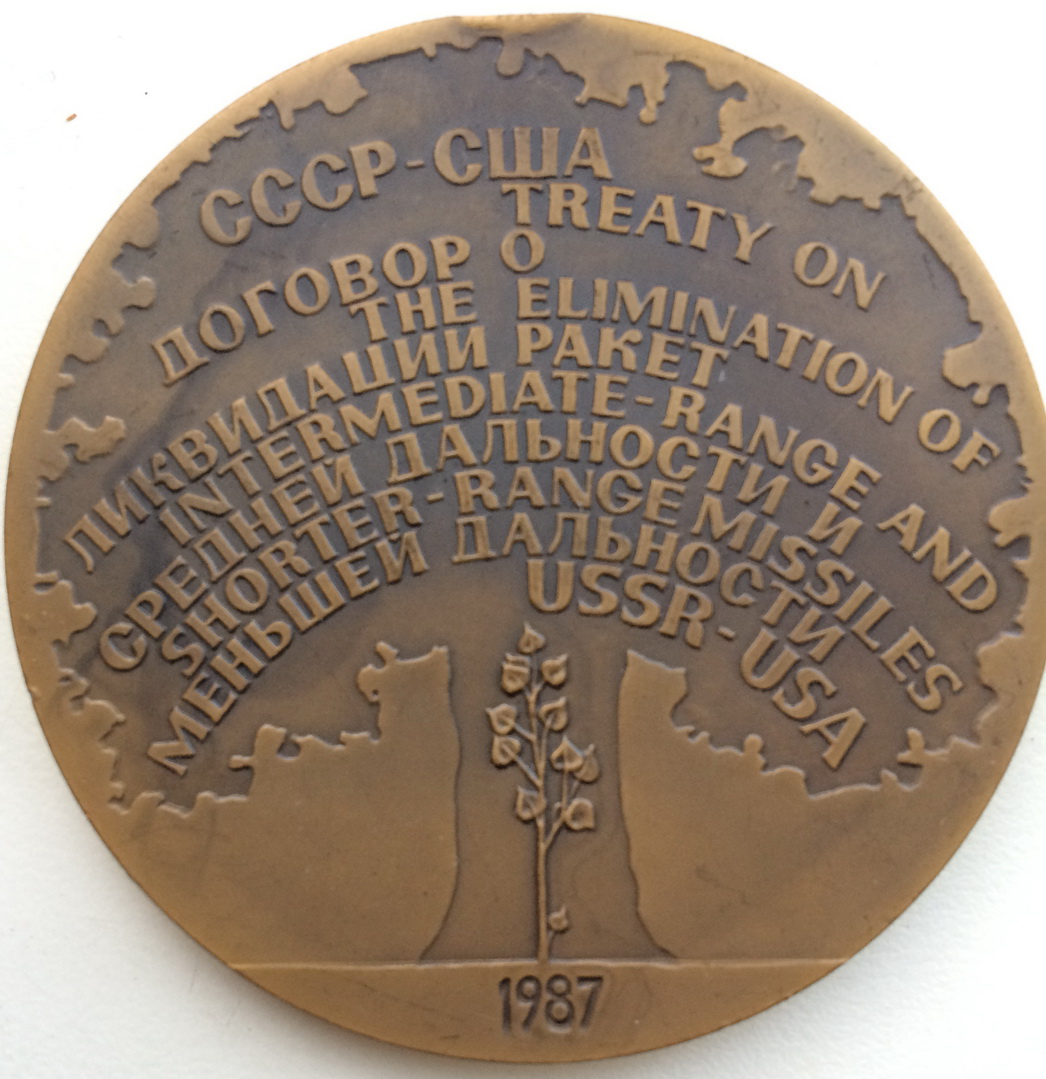 СССР-США
TREATY ON
ДОГОВОР О
THE ELIMINATION OF
ЛИКВИДАЦИИ РАКЕТ
INTERMEDIATE-RANGE AND
СРЕДНЕЙ ДАЛЬНОСТИ И
SHORTER-RANGE MISSILES
МЕНЬШЕЙ ДАЛЬНОСТИ
USSR-USA
1987